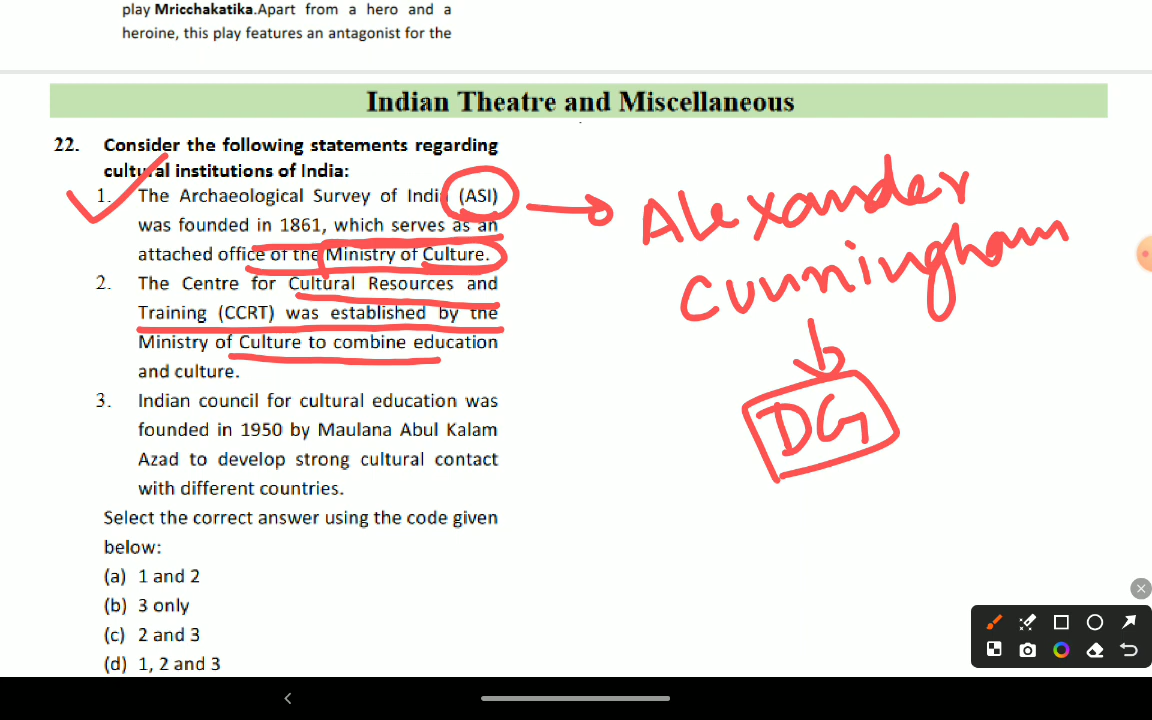 play Mricchakatika.Apart from a hero and a
heroine, this play features an antagonist for the
Indian Theatre and Miscellaneous
22. Consider the following statements regarding
cultural institutions of India:
1. The Archaeological Survey of India (ASI)
was founded in 1861, which serves as an
attached office of the Ministry of Culture.
2. The Centre for Cultural Resources and
Training (CCRT) was established by the
Ministry of Culture to combine education
and culture.
3. Indian council for cultural education was
founded in 1950 by Maulana Abul Kalam
Azad to develop strong cultural contact
with different countries.
Select the correct answer using the code given
below:
(a) 1 and 2
(b) 3 only
(c) 2 and 3
(d) 1, 2 and 3
Alexander
Cunningham
DG